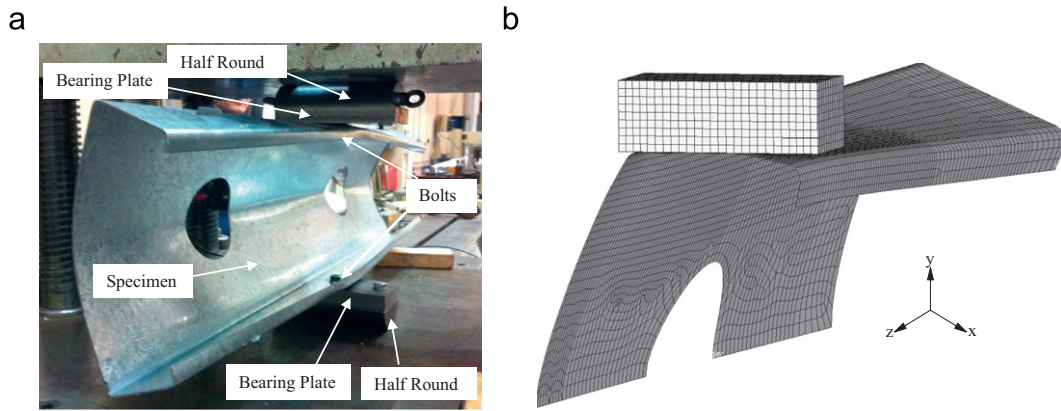 a
b
Half Round
Bearing Plate
Bolts
Specimen
Bearing Plate
Half Round
y
z
x